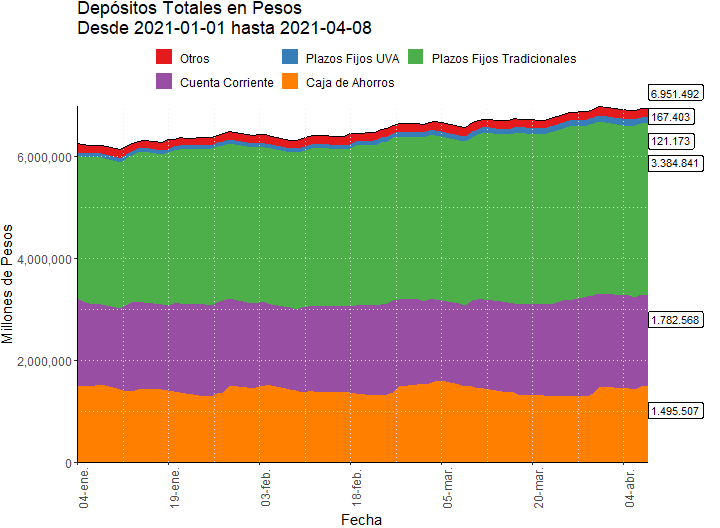 Depósitos Totales en Pesos
Desde 2021-01-01 hasta 2021-04-08
Otros
Plazos Fijos UVA
Plazos Fijos Tradicionales
Cuenta Corriente
Caja de Ahorros
6.951.492
167.403
121.173
3.384.841
1.782.568
1.495.507
Millones de Pesos
6,000,000
4,000,000
2,000,000
0
04-ene.
19-ene.
03-feb.
18-feb.
05-mar.
20-mar.
04-abr.
Fecha